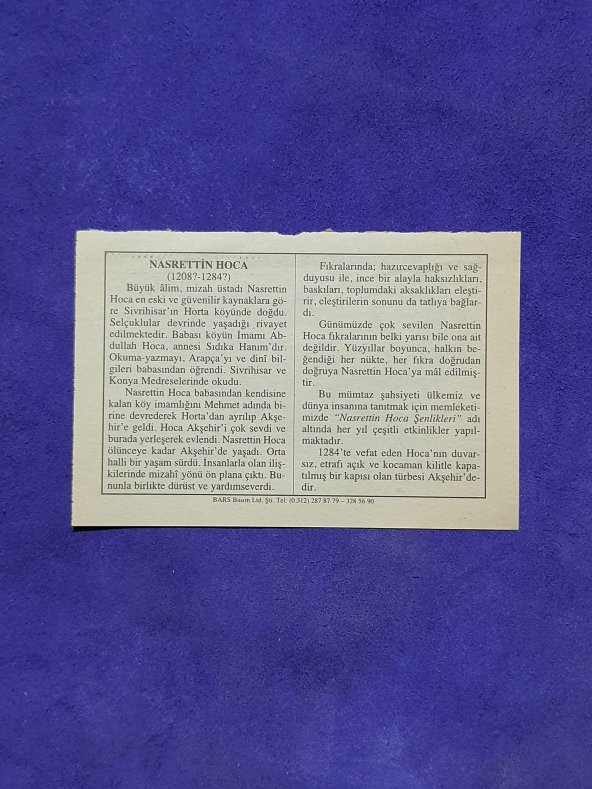 NASRETTİN HOCA
(1208?-1284?)
Büyük âlim, mizah üstadı Nasrettin
Hoca en eski ve güvenilir kaynaklara gö-
re Sivrihisar'ın Horta köyünde doğdu.
Selçuklular devrinde yaşadığı rivayet
edilmektedir. Babası köyün İmamı Ab-
dullah Hoca, annesi Sıdıka Hanım'dır.
Okuma-yazmayı, Arapça'yı ve dinî bil-
gileri babasından öğrendi. Sivrihisar ve
Konya Medreselerinde okudu.
Nasrettin Hoca babasından kendisine
kalan köy imamlığını Mehmet adında bi-
rine devrederek Horta'dan ayrılıp Akşe-
hir'e geldi. Hoca Akşehir'i çok sevdi ve
burada yerleşerek evlendi. Nasrettin Hoca
ölünceye kadar Akşehir'de yaşadı. Orta
halli bir yaşam sürdü. İnsanlarla olan iliş-
kilerinde mizahî yönü ön plana çıktı. Bu-
nunla birlikte dürüst ve yardımseverdi.
Fıkralarında; hazırcevaplığı ve sağ-
duyusu ile, ince bir alayla haksızlıkları,
baskıları, toplumdaki aksaklıkları eleşti-
rir, eleştirilerin sonunu da tatlıya bağlar-
dı.
Günümüzde çok sevilen Nasrettin
Hoca fıkralarının belki yarısı bile ona ait
değildir. Yüzyıllar boyunca, halkın be-
ğendiği her nükte, her fıkra doğrudan
doğruya Nasrettin Hoca'ya mâl edilmiş-
tir.
Bu mümtaz şahsiyeti ülkemiz ve
dünya insanına tanıtmak için memleketi-
mizde "Nasrettin Hoca Şenlikleri" adı
altında her yıl çeşitli etkinlikler yapıl-
maktadır.
1284'te vefat eden Hoca'nın duvar-
sız, etrafı açık ve kocaman kilitle kapa-
tılmış bir kapısı olan türbesi Akşehir'de-
dir.
BARS Basım Ltd. Şti. Tel. (0.312) 287 87 79 – 328 56 90